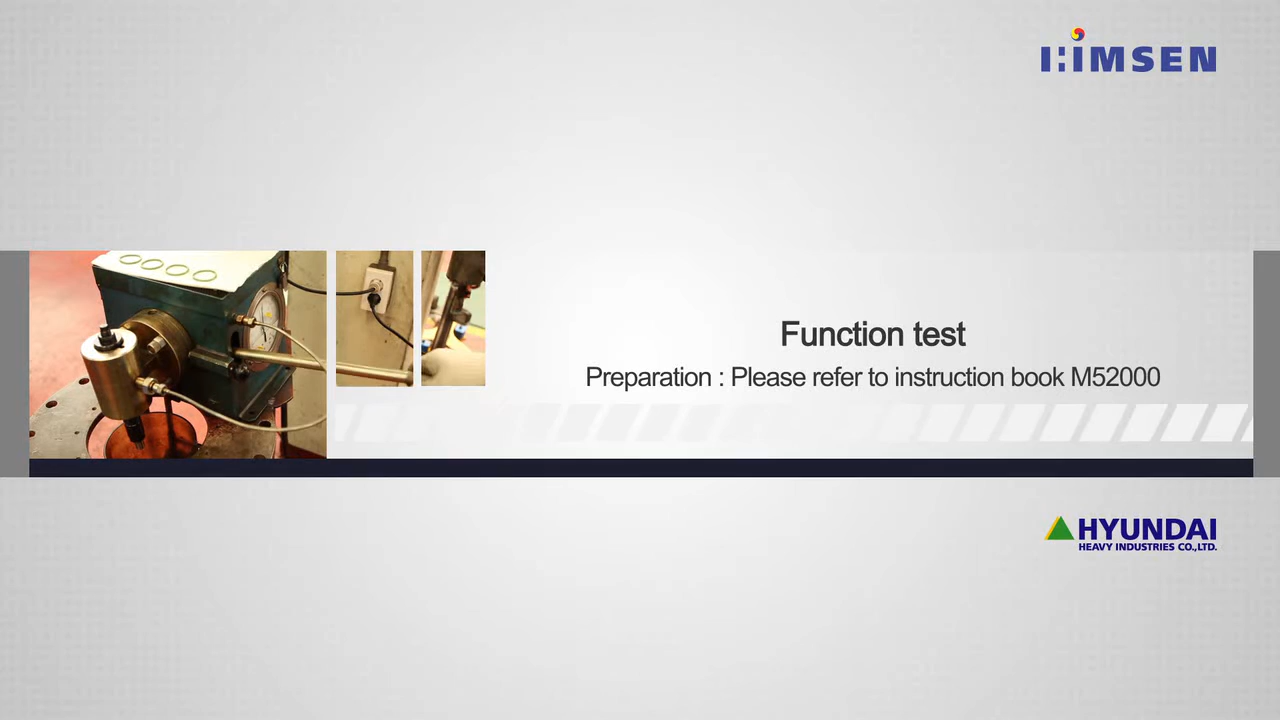 HiMSEN
Function test
Preparation : Please refer to instruction book M52000
HYUNDAI
HEAVY INDUSTRIES CO.,LTD.